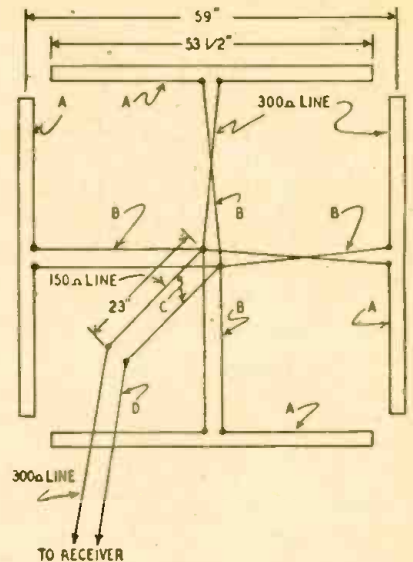 59"
53 1/2"
A
A
300Ω LINE
B
B
B
150Ω LINE
23"
C
B
A
D
A
300Ω LINE
TO RECEIVER